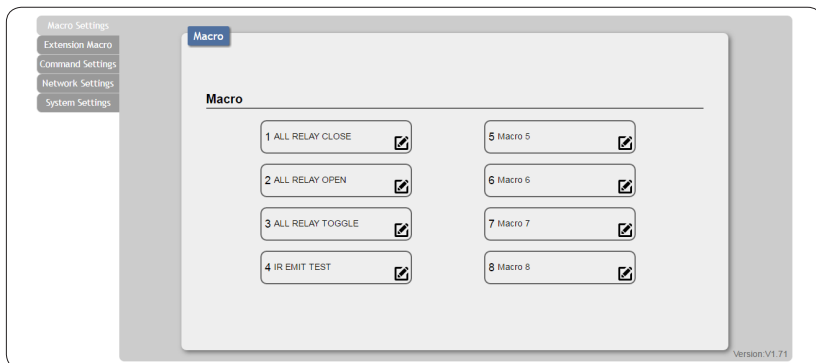 Macro Settings
Extension Macro
Command Settings
Network Settings
System Settings
Macro
Macro
1 ALL RELAY CLOSE
2 ALL RELAY OPEN
3 ALL RELAY TOGGLE
4 IR EMIT TEST
5 Macro 5
6 Macro 6
7 Macro 7
8 Macro 8
Version:V1.71